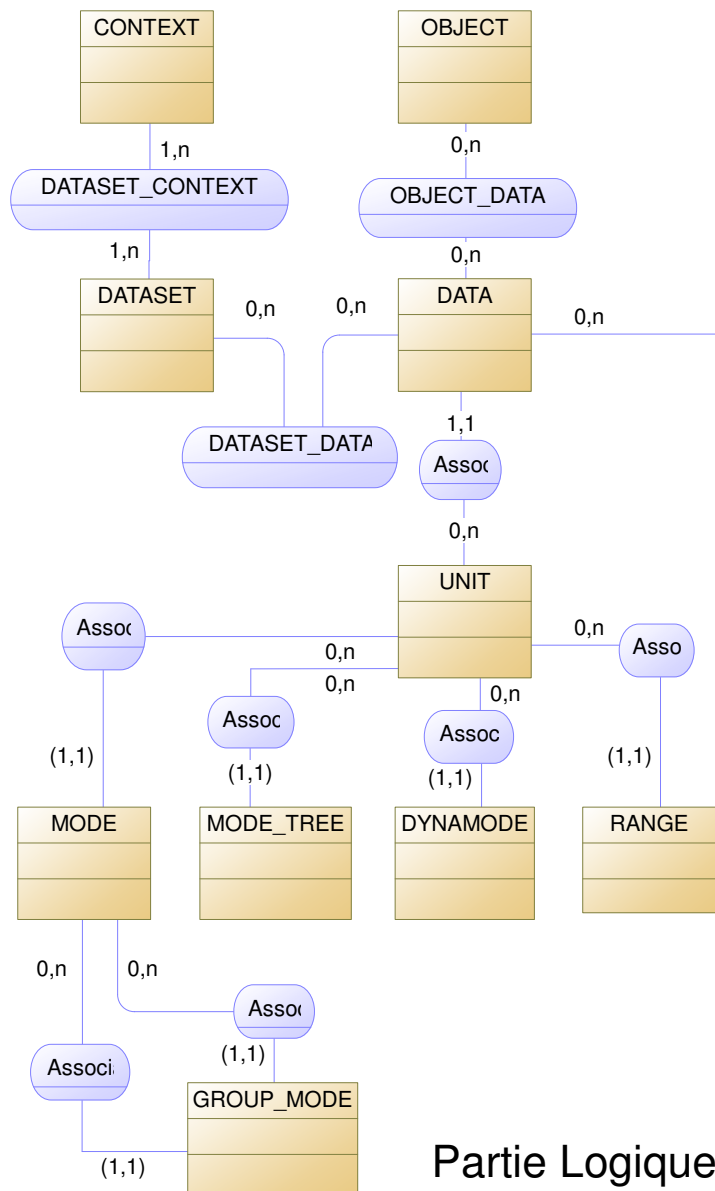 CONTEXT
OBJECT
1,n
0,n
DATASET_CONTEXT
OBJECT_DATA
1,n
0,n
DATASET
DATA
0,n
0,n
0,n
DATASET_DATA
1,1
Assoc
0,n
UNIT
Assoc
0,n
Asso
0,n
0,n
0,n
Assoc
Assoc
(1,1)
(1,1)
(1,1)
(1,1)
MODE
MODE_TREE
DYNAMODE
RANGE
0,n
0,n
Assoc
(1,1)
Associ
GROUP_MODE
(1,1)
Partie Logique